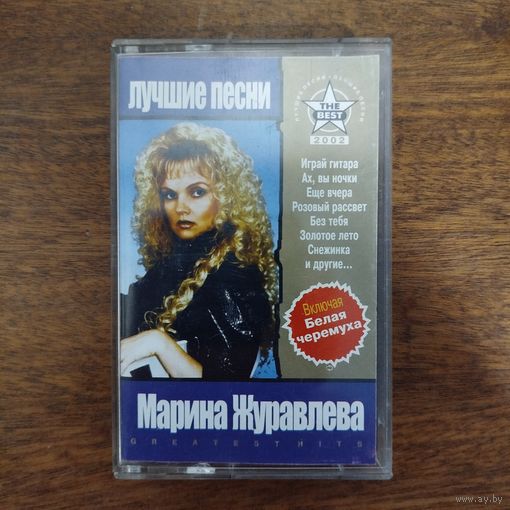 лучшие песни
THE
BEST
2002
Играй гитара
Ах, вы ночки
Еще вчера
Розовый рассвет
Без тебя
Золотое лето
Снежинка
и другие...
Включая
Белая
черемуха
Марина Журавлева
GREATEST HITS
www.ay.by